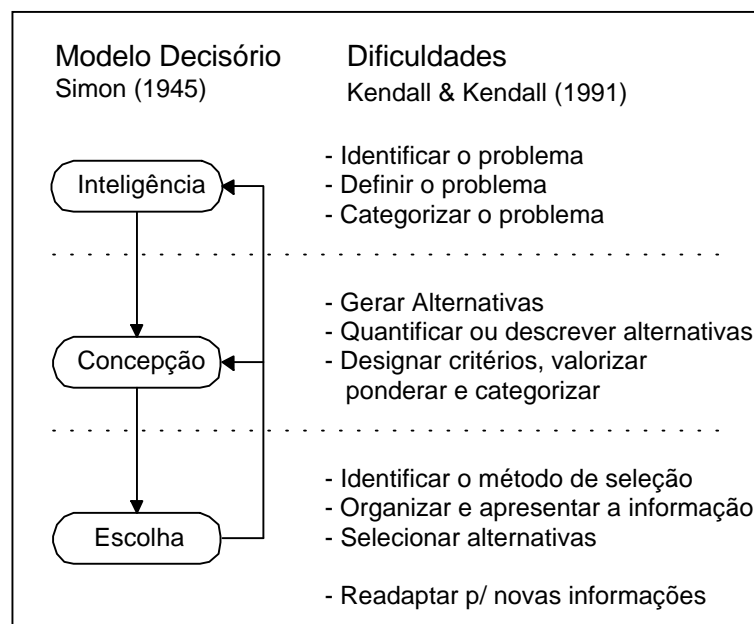 Modelo Decisório
Simon (1945)
Dificuldades
Kendall & Kendall (1991)
Inteligência
- Identificar o problema
- Definir o problema
- Categorizar o problema
Concepção
- Gerar Alternativas
- Quantificar ou descrever alternativas
- Designar critérios, valorizar
ponderar e categorizar
Escolha
- Identificar o método de seleção
- Organizar e apresentar a informação
- Selecionar alternativas
- Readaptar p/ novas informações